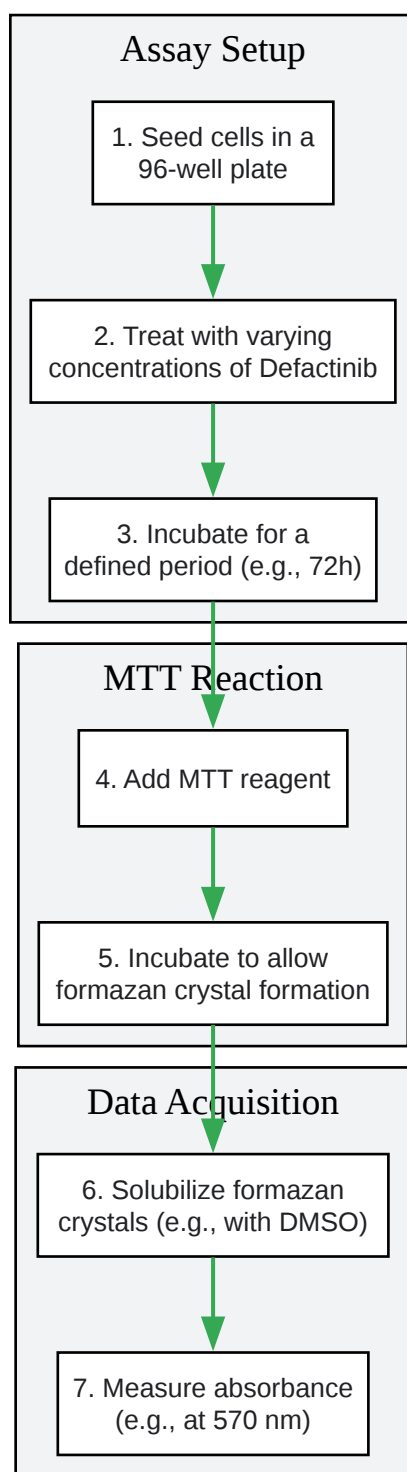 Assay Setup
1. Seed cells in a
96-well plate
2. Treat with varying
concentrations of Defactinib
3. Incubate for a
defined period (e.g., 72h)
MTT Reaction
4. Add MTT reagent
5. Incubate to allow
formazan crystal formation
Data Acquisition
6. Solubilize formazan
crystals (e.g., with DMSO)
7. Measure absorbance
(e.g., at 570 nm)